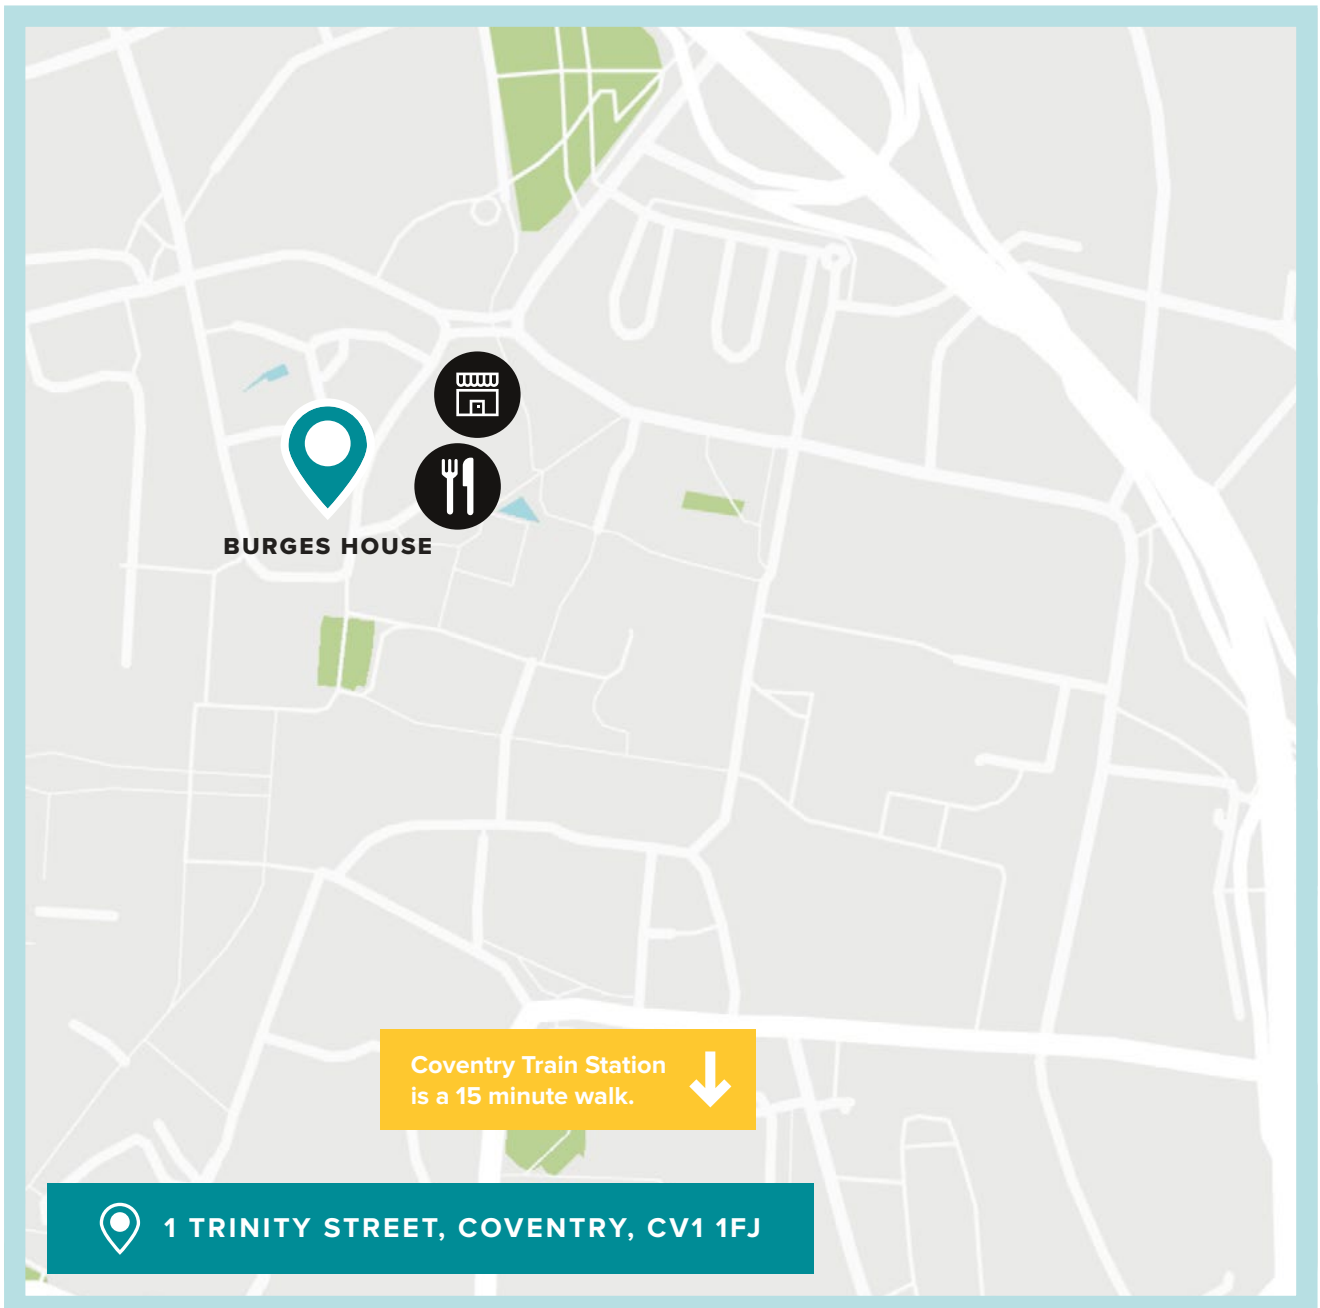 BURGES HOUSE
Coventry Train Station
is a 15 minute walk.
1 TRINITY STREET, COVENTRY, CV1 1FJ